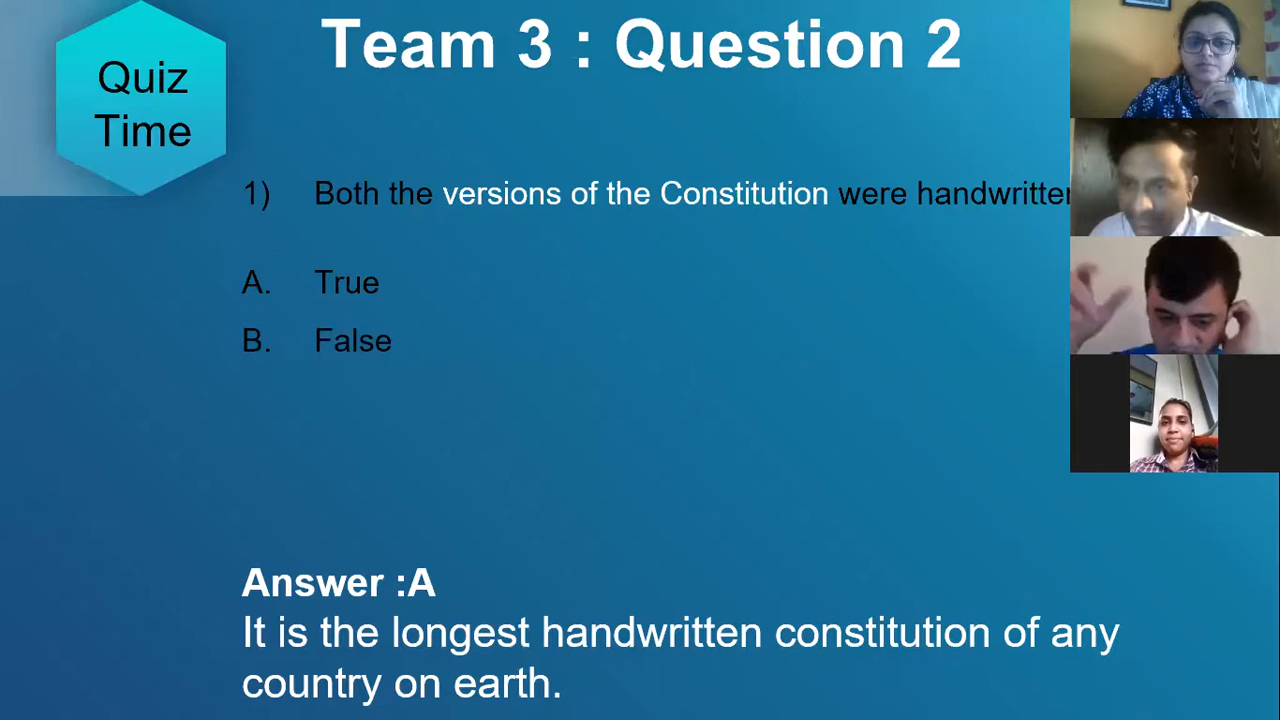 Quiz
Time
Team 3 : Question 2
1) Both the versions of the Constitution were handwritten
A. True
B. False
Answer :A
It is the longest handwritten constitution of any
country on earth.